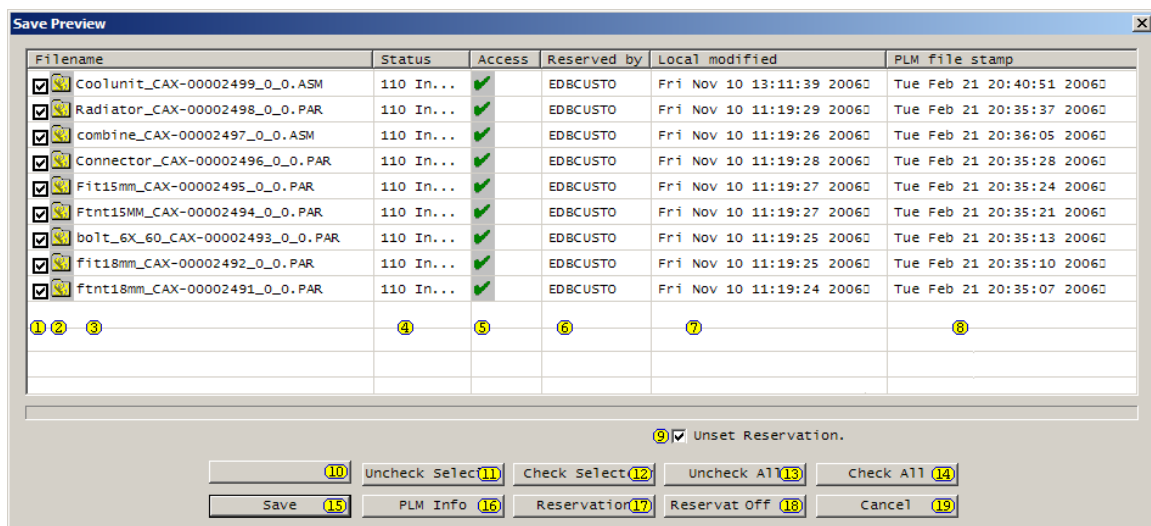 Save Preview
Filename Status Access Reserved by Local modified PLM file stamp
Coolunit_CAX-00002499_0_0.ASM 110 In... EDBCUSTO Fri Nov 10 13:11:39 2006 Tue Feb 21 20:40:51 2006
Radiator_CAX-00002498_0_0.PAR 110 In... EDBCUSTO Fri Nov 10 11:19:29 2006 Tue Feb 21 20:35:37 2006
combine_CAX-00002497_0_0.ASM 110 In... EDBCUSTO Fri Nov 10 11:19:26 2006 Tue Feb 21 20:36:05 2006
Connector_CAX-00002496_0_0.PAR 110 In... EDBCUSTO Fri Nov 10 11:19:28 2006 Tue Feb 21 20:35:28 2006
Fit15mm_CAX-00002495_0_0.PAR 110 In... EDBCUSTO Fri Nov 10 11:19:27 2006 Tue Feb 21 20:35:24 2006
Ftnt15MM_CAX-00002494_0_0.PAR 110 In... EDBCUSTO Fri Nov 10 11:19:27 2006 Tue Feb 21 20:35:21 2006
bolt_6X_60_CAX-00002493_0_0.PAR 110 In... EDBCUSTO Fri Nov 10 11:19:25 2006 Tue Feb 21 20:35:13 2006
fit18mm_CAX-00002492_0_0.PAR 110 In... EDBCUSTO Fri Nov 10 11:19:25 2006 Tue Feb 21 20:35:10 2006
ftnt18mm_CAX-00002491_0_0.PAR 110 In... EDBCUSTO Fri Nov 10 11:19:24 2006 Tue Feb 21 20:35:07 2006
1 2 3 4 5 6 7 8
9 Unset Reservation.
10 Uncheck Select 11 Check Select 12 Uncheck All 13 Check All 14
Save 15 PLM Info 16 Reservation 17 Reservat Off 18 Cancel 19